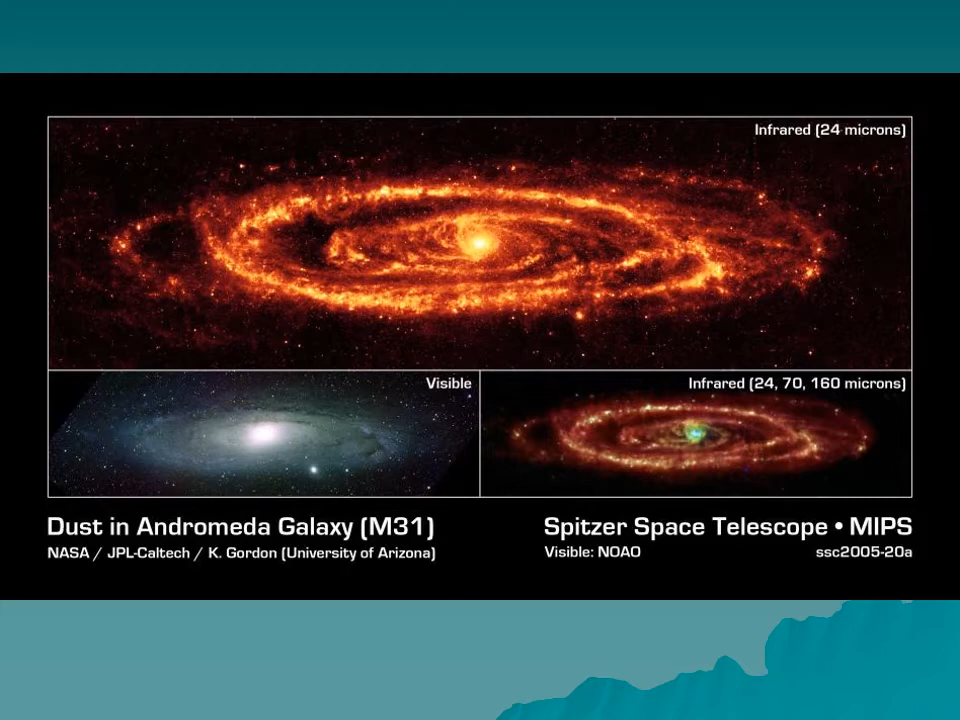 Infrared (24 microns)
Visible
Infrared (24, 70, 160 microns)
Dust in Andromeda Galaxy (M31)
NASA / JPL-Caltech / K. Gordon (University of Arizona)
Spitzer Space Telescope • MIPS
Visible: NOAO
ssc2005-20a